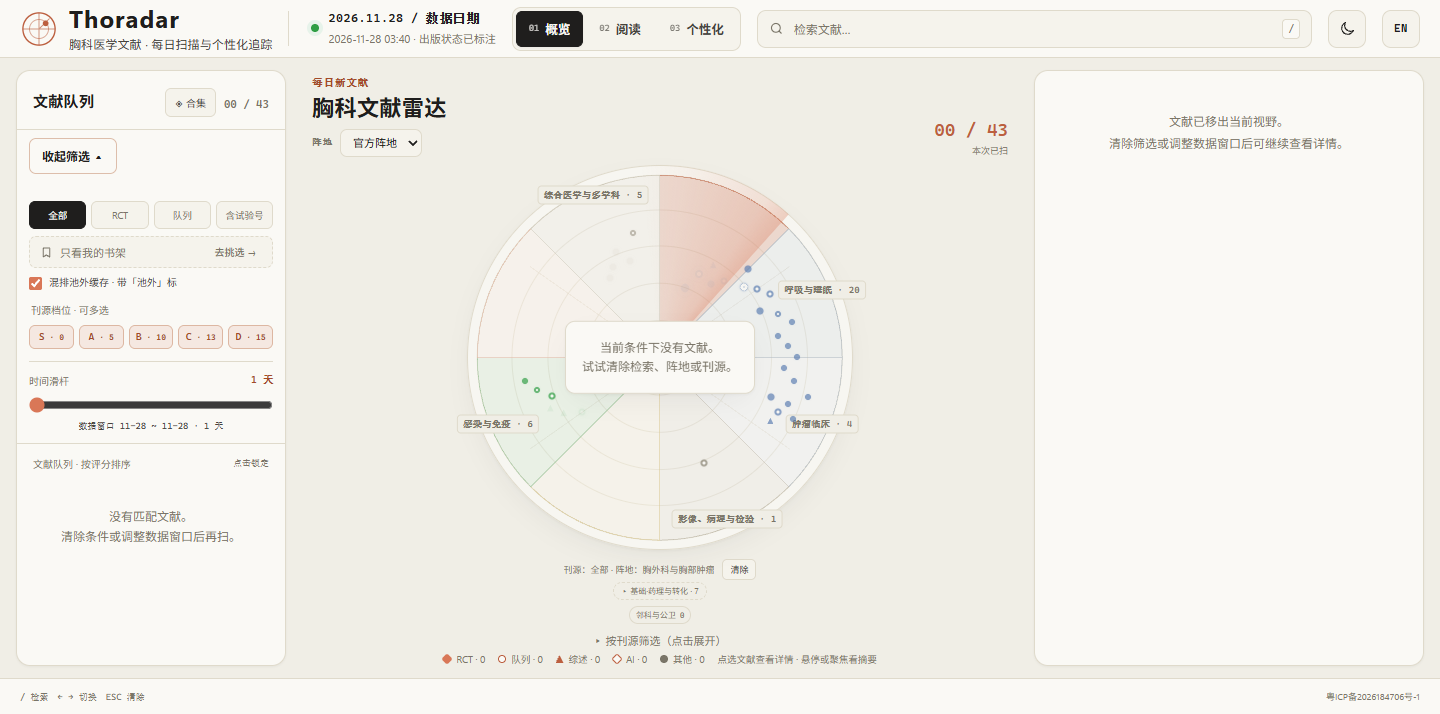 Thoradar
胸科医学文献 · 每日扫描与个性化追踪
2026.11.28 / 数据日期
2026-11-28 03:40 · 出版状态已标注
01 概览
02 阅读
03 个性化
检索文献...
/
EN
文献队列
◈ 合集
00 / 43
收起筛选 ▴
全部
RCT
队列
含试验号
只看我的书架
去挑选 →
混排池外缓存 · 带「池外」标
刊源档位 · 可多选
S · 0
A · 5
B · 10
C · 13
D · 15
时间滑杆
1 天
数据窗口 11-28 ~ 11-28 · 1 天
文献队列 · 按评分排序
点击锁定
没有匹配文献。
清除条件或调整数据窗口后再扫。
每日新文献
胸科文献雷达
阵地
官方阵地
00 / 43
本次已扫
综合医学与多学科 · 5
呼吸与睡眠 · 20
当前条件下没有文献。
试试清除检索、阵地或刊源。
感染与免疫 · 6
肿瘤临床 · 4
影像、病理与检验 · 1
刊源：全部 · 阵地：胸外科与胸部肿瘤
清除
▸ 基础·药理与转化 · 7
邻科与公卫 0
▸ 按刊源筛选（点击展开）
RCT · 0
队列 · 0
综述 · 0
AI · 0
其他 · 0
点选文献查看详情 · 悬停或聚焦看摘要
文献已移出当前视野。
清除筛选或调整数据窗口后可继续查看详情。
/ 检索
← → 切换
ESC 清除
粤ICP备2026184706号-1